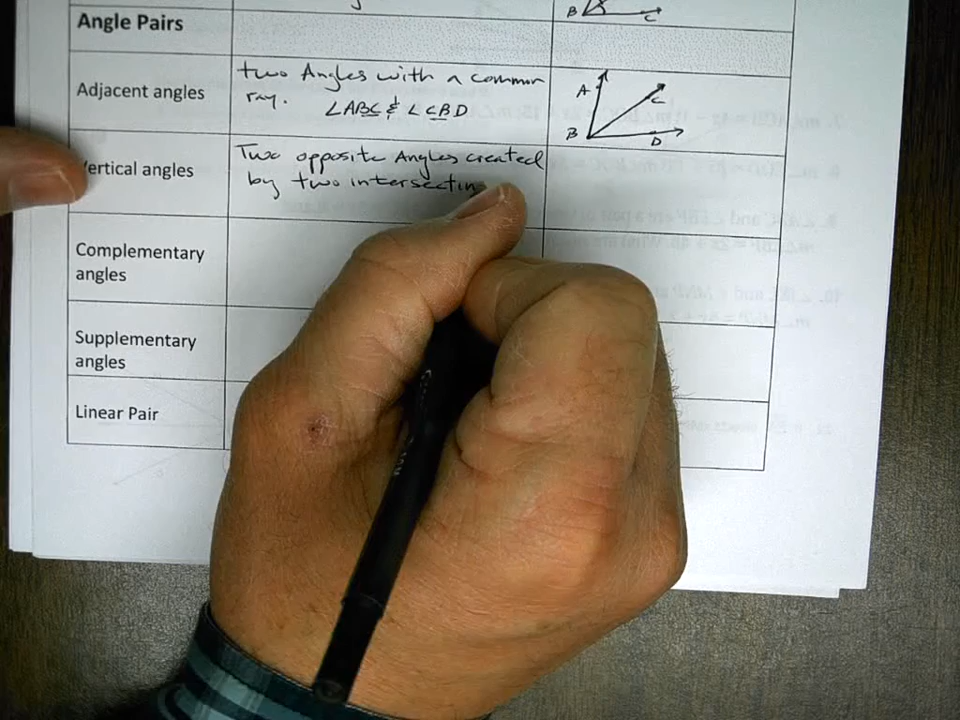 B C
Angle Pairs
Adjacent angles
two Angles with a common
ray.
∠ABC & ∠CBD
A
C
B
D
ertical angles
Two opposite Angles created
by two intersectin
Complementary
angles
Supplementary
angles
Linear Pair